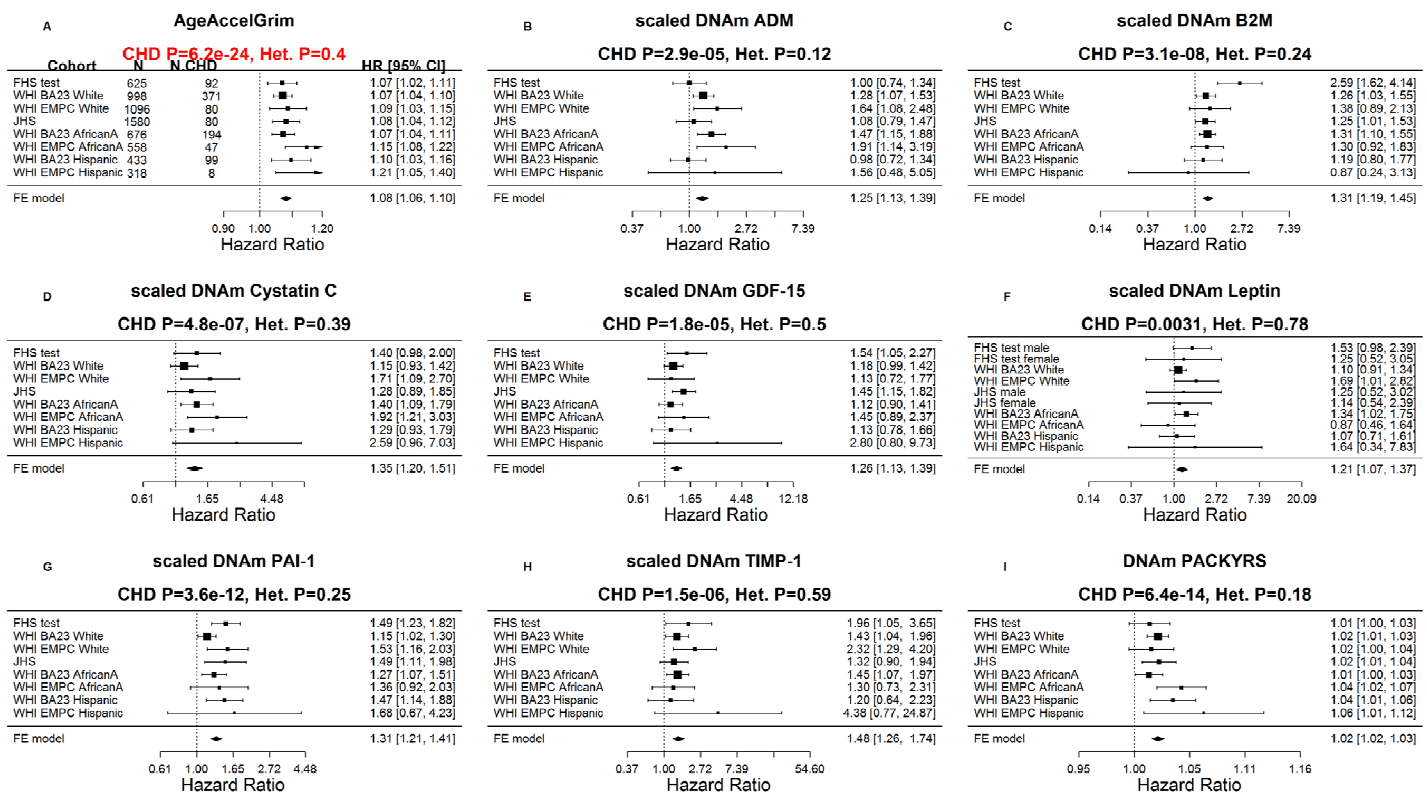 A AgeAccelGrim
CHD P=6.2e-24, Het. P=0.4
Cohort N N.CHD HR [95% CI]
FHS test 625 92 1.07 [1.02, 1.11]
WHI BA23 White 998 371 1.07 [1.04, 1.10]
WHI EMPC White 1096 80 1.09 [1.03, 1.15]
JHS 1580 80 1.08 [1.04, 1.12]
WHI BA23 AfricanA 676 194 1.07 [1.04, 1.11]
WHI EMPC AfricanA 558 47 1.15 [1.08, 1.22]
WHI BA23 Hispanic 433 99 1.10 [1.03, 1.16]
WHI EMPC Hispanic 318 8 1.21 [1.05, 1.40]
FE model 1.08 [1.06, 1.10]
0.90 1.00 1.20
Hazard Ratio
B scaled DNAm ADM
CHD P=2.9e-05, Het. P=0.12
FHS test 1.00 [0.74, 1.34]
WHI BA23 White 1.28 [1.07, 1.53]
WHI EMPC White 1.64 [1.08, 2.48]
JHS 1.08 [0.79, 1.47]
WHI BA23 AfricanA 1.47 [1.15, 1.88]
WHI EMPC AfricanA 1.91 [1.14, 3.19]
WHI BA23 Hispanic 0.98 [0.72, 1.34]
WHI EMPC Hispanic 1.56 [0.48, 5.05]
FE model 1.25 [1.13, 1.39]
0.37 1.00 2.72 7.39
Hazard Ratio
C scaled DNAm B2M
CHD P=3.1e-08, Het. P=0.24
FHS test 2.59 [1.62, 4.14]
WHI BA23 White 1.26 [1.03, 1.55]
WHI EMPC White 1.38 [0.89, 2.13]
JHS 1.25 [1.01, 1.53]
WHI BA23 AfricanA 1.31 [1.10, 1.55]
WHI EMPC AfricanA 1.30 [0.92, 1.83]
WHI BA23 Hispanic 1.19 [0.80, 1.77]
WHI EMPC Hispanic 0.87 [0.24, 3.13]
FE model 1.31 [1.19, 1.45]
0.14 0.37 1.00 2.72 7.39
Hazard Ratio
D scaled DNAm Cystatin C
CHD P=4.8e-07, Het. P=0.39
FHS test 1.40 [0.98, 2.00]
WHI BA23 White 1.15 [0.93, 1.42]
WHI EMPC White 1.71 [1.09, 2.70]
JHS 1.28 [0.89, 1.85]
WHI BA23 AfricanA 1.40 [1.09, 1.79]
WHI EMPC AfricanA 1.92 [1.21, 3.03]
WHI BA23 Hispanic 1.29 [0.93, 1.79]
WHI EMPC Hispanic 2.59 [0.96, 7.03]
FE model 1.35 [1.20, 1.51]
0.61 1.65 4.48
Hazard Ratio
E scaled DNAm GDF-15
CHD P=1.8e-05, Het. P=0.5
FHS test 1.54 [1.05, 2.27]
WHI BA23 White 1.18 [0.99, 1.42]
WHI EMPC White 1.13 [0.72, 1.77]
JHS 1.45 [1.15, 1.82]
WHI BA23 AfricanA 1.12 [0.90, 1.41]
WHI EMPC AfricanA 1.45 [0.89, 2.37]
WHI BA23 Hispanic 1.13 [0.78, 1.66]
WHI EMPC Hispanic 2.80 [0.80, 9.73]
FE model 1.26 [1.13, 1.39]
0.61 1.65 4.48 12.18
Hazard Ratio
F scaled DNAm Leptin
CHD P=0.0031, Het. P=0.78
FHS test male 1.53 [0.98, 2.39]
FHS test female 1.25 [0.52, 3.05]
WHI BA23 White 1.10 [0.91, 1.34]
WHI EMPC White 1.69 [1.01, 2.82]
JHS male 1.25 [0.52, 3.02]
JHS female 1.14 [0.54, 2.39]
WHI BA23 AfricanA 1.34 [1.02, 1.75]
WHI EMPC AfricanA 0.87 [0.46, 1.64]
WHI BA23 Hispanic 1.07 [0.71, 1.61]
WHI EMPC Hispanic 1.64 [0.34, 7.83]
FE model 1.21 [1.07, 1.37]
0.14 0.37 1.00 2.72 7.39 20.09
Hazard Ratio
G scaled DNAm PAI-1
CHD P=3.6e-12, Het. P=0.25
FHS test 1.49 [1.23, 1.82]
WHI BA23 White 1.15 [1.02, 1.30]
WHI EMPC White 1.53 [1.16, 2.03]
JHS 1.49 [1.11, 1.98]
WHI BA23 AfricanA 1.27 [1.07, 1.51]
WHI EMPC AfricanA 1.36 [0.92, 2.03]
WHI BA23 Hispanic 1.47 [1.14, 1.88]
WHI EMPC Hispanic 1.68 [0.67, 4.23]
FE model 1.31 [1.21, 1.41]
0.61 1.00 1.65 2.72 4.48
Hazard Ratio
H scaled DNAm TIMP-1
CHD P=1.5e-06, Het. P=0.59
FHS test 1.96 [1.05, 3.65]
WHI BA23 White 1.43 [1.04, 1.96]
WHI EMPC White 2.32 [1.29, 4.20]
JHS 1.32 [0.90, 1.94]
WHI BA23 AfricanA 1.45 [1.07, 1.97]
WHI EMPC AfricanA 1.30 [0.73, 2.31]
WHI BA23 Hispanic 1.20 [0.64, 2.23]
WHI EMPC Hispanic 4.38 [0.77, 24.87]
FE model 1.48 [1.26, 1.74]
0.37 1.00 2.72 7.39 54.60
Hazard Ratio
I DNAm PACKYRS
CHD P=6.4e-14, Het. P=0.18
FHS test 1.01 [1.00, 1.03]
WHI BA23 White 1.02 [1.01, 1.03]
WHI EMPC White 1.02 [1.00, 1.04]
JHS 1.02 [1.01, 1.04]
WHI BA23 AfricanA 1.01 [1.00, 1.03]
WHI EMPC AfricanA 1.04 [1.02, 1.07]
WHI BA23 Hispanic 1.04 [1.01, 1.06]
WHI EMPC Hispanic 1.06 [1.01, 1.12]
FE model 1.02 [1.02, 1.03]
0.95 1.00 1.05 1.11 1.16
Hazard Ratio